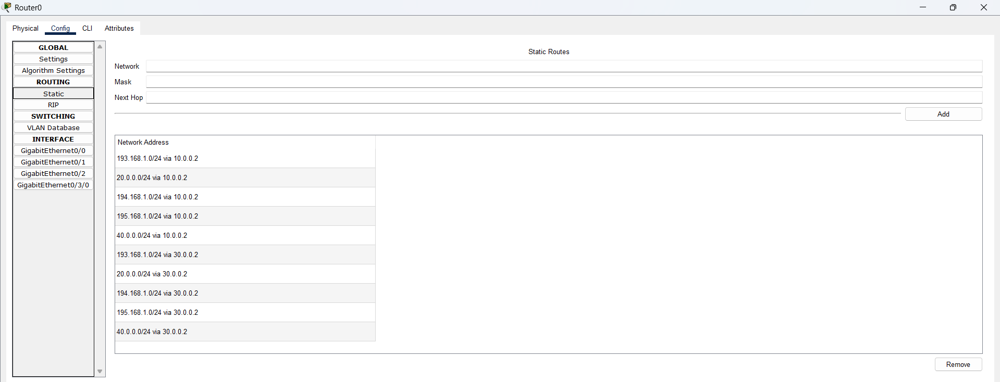 Router0
Physical Config CLI Attributes
GLOBAL
Settings
Algorithm Settings
ROUTING
Static
RIP
SWITCHING
VLAN Database
INTERFACE
GigabitEthernet0/0
GigabitEthernet0/1
GigabitEthernet0/2
GigabitEthernet0/3/0
Static Routes
Network
Mask
Next Hop
Add
Network Address
193.168.1.0/24 via 10.0.0.2
20.0.0.0/24 via 10.0.0.2
194.168.1.0/24 via 10.0.0.2
195.168.1.0/24 via 10.0.0.2
40.0.0.0/24 via 10.0.0.2
193.168.1.0/24 via 30.0.0.2
20.0.0.0/24 via 30.0.0.2
194.168.1.0/24 via 30.0.0.2
195.168.1.0/24 via 30.0.0.2
40.0.0.0/24 via 30.0.0.2
Remove